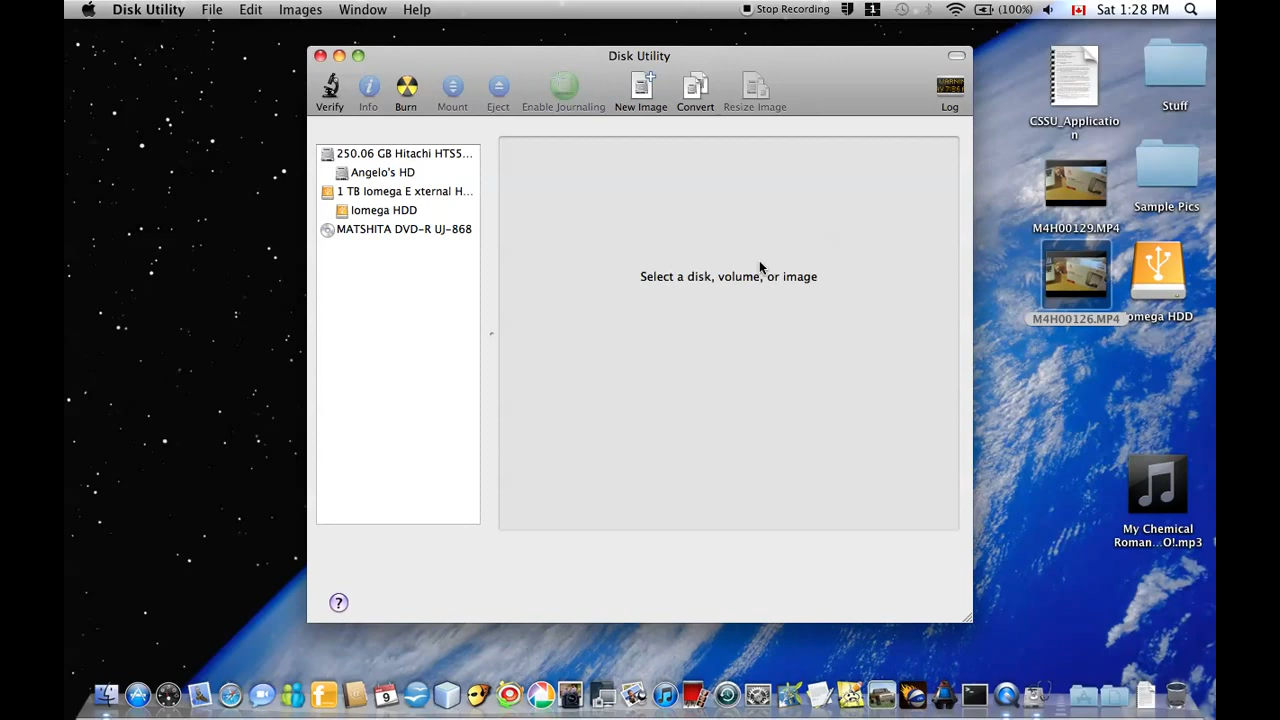 Disk Utility File Edit Images Window Help Stop Recording 1 (100%) Sat 1:28 PM
Disk Utility
Verify Info Burn Mount Eject Enable Journaling New Image Convert Resize Image Log
250.06 GB Hitachi HTS5...
Angelo's HD
1 TB Iomega E xternal H...
Iomega HDD
MATSHITA DVD-R UJ-868
Select a disk, volume, or image
?
CSSU_Applicatio
n
Stuff
M4H00129.MP4
Sample Pics
M4H00126.MP4
omega HDD
My Chemical
Roman...O!.mp3
9